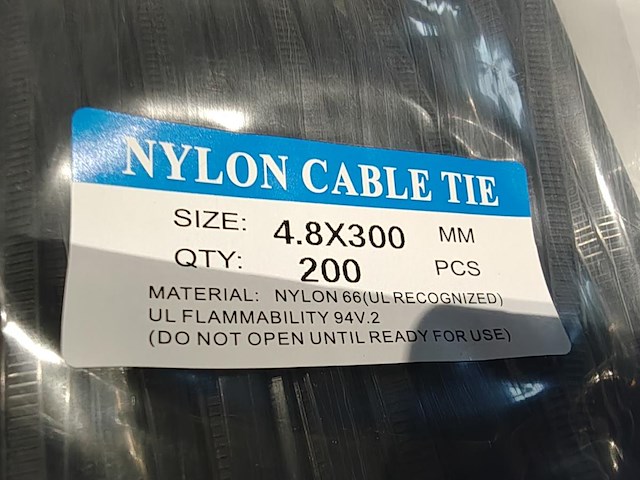 NYLON CABLE TIE
SIZE: 4.8X300 MM
QTY: 200 PCS
MATERIAL: NYLON 66(UL RECOGNIZED)
UL FLAMMABILITY 94V.2
(DO NOT OPEN UNTIL READY FOR USE)